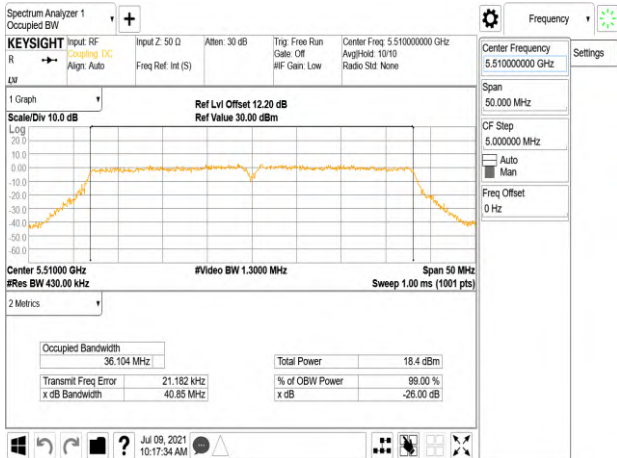 Spectrum Analyzer 1
Occupied BW
+
Frequency
KEYSIGHT
R
LXI
Input: RF
Coupling: DC
Align: Auto
Input Z: 50 Ω
Freq Ref: Int (S)
Atten: 30 dB
Trig: Free Run
Gate: Off
#IF Gain: Low
Center Freq: 5.510000000 GHz
Avg|Hold: 10/10
Radio Std: None
Center Frequency
5.510000000 GHz
Settings
Span
50.000 MHz
CF Step
5.000000 MHz
Auto
Man
Freq Offset
0 Hz
1 Graph
Scale/Div 10.0 dB
Ref Lvl Offset 12.20 dB
Ref Value 30.00 dBm
Log
20.0
10.0
0.00
-10.0
-20.0
-30.0
-40.0
-50.0
-60.0
Center 5.51000 GHz
#Res BW 430.00 kHz
#Video BW 1.3000 MHz
Span 50 MHz
Sweep 1.00 ms (1001 pts)
2 Metrics
Occupied Bandwidth
36.104 MHz
Transmit Freq Error 21.182 kHz
x dB Bandwidth 40.85 MHz
Total Power 18.4 dBm
% of OBW Power 99.00 %
x dB -26.00 dB
?
Jul 09, 2021
10:17:34 AM